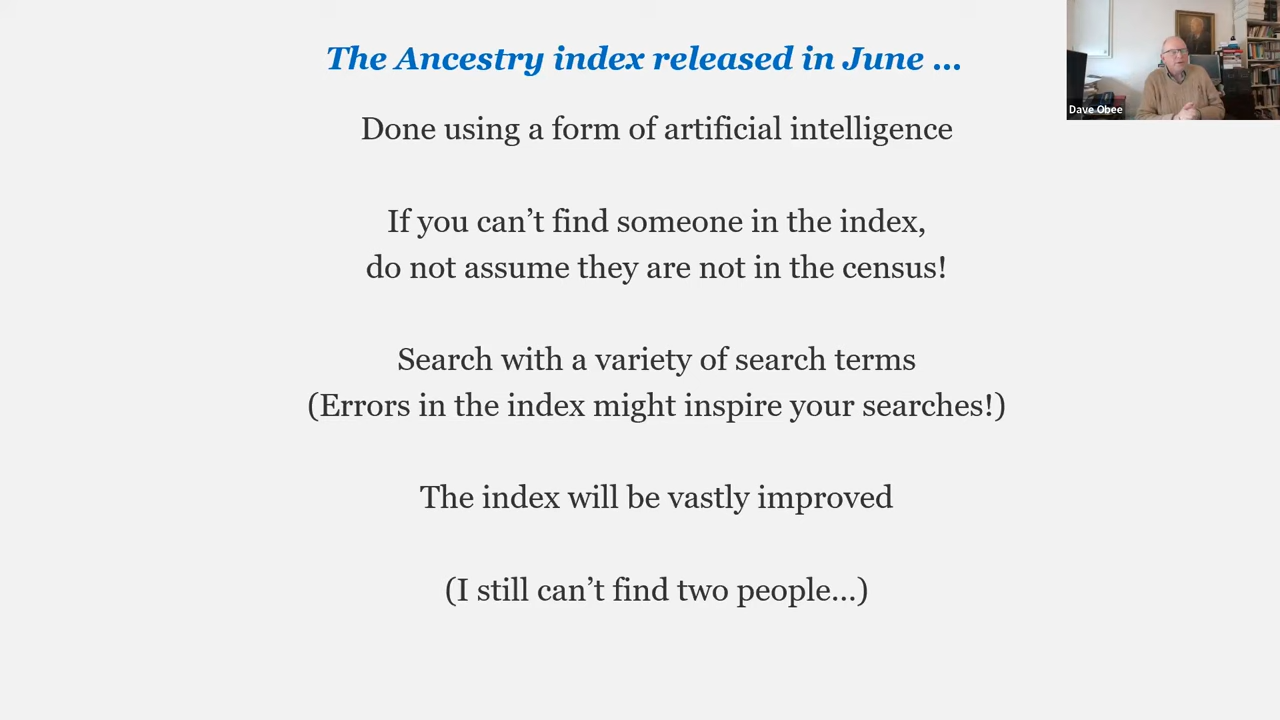 The Ancestry index released in June ...
Done using a form of artificial intelligence
If you can’t find someone in the index,
do not assume they are not in the census!
Search with a variety of search terms
(Errors in the index might inspire your searches!)
The index will be vastly improved
(I still can’t find two people...)
Dave Obee